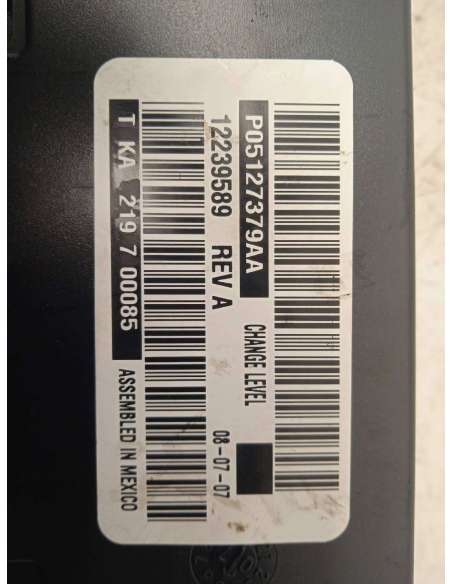 P05127379AA
CHANGE LEVEL
12239589 REV A
08-07-07
T KA 219 7 00085
ASSEMBLED IN MEXICO